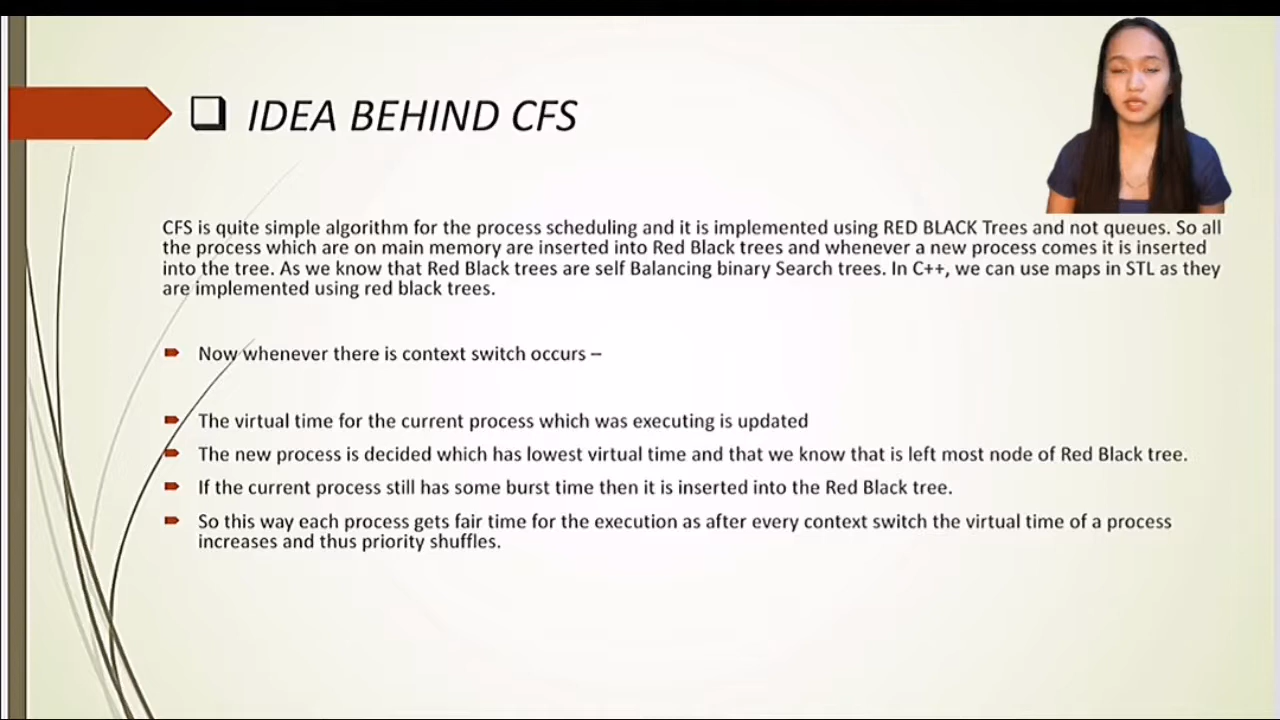 IDEA BEHIND CFS
CFS is quite simple algorithm for the process scheduling and it is implemented using RED BLACK Trees and not queues. So all
the process which are on main memory are inserted into Red Black trees and whenever a new process comes it is inserted
into the tree. As we know that Red Black trees are self Balancing binary Search trees. In C++, we can use maps in STL as they
are implemented using red black trees.
Now whenever there is context switch occurs –
The virtual time for the current process which was executing is updated
The new process is decided which has lowest virtual time and that we know that is left most node of Red Black tree.
If the current process still has some burst time then it is inserted into the Red Black tree.
So this way each process gets fair time for the execution as after every context switch the virtual time of a process
increases and thus priority shuffles.